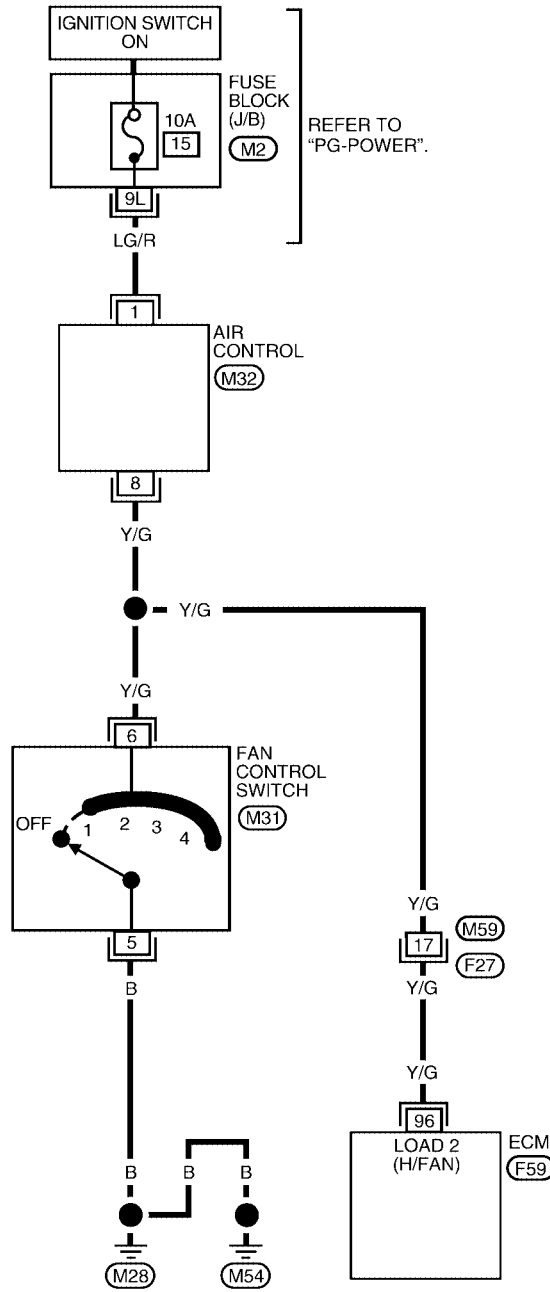 IGNITION SWITCH
ON
FUSE
BLOCK
(J/B)
M2
10A
15
REFER TO
"PG-POWER".
9L
LG/R
1
AIR
CONTROL
M32
8
Y/G
Y/G
Y/G
6
FAN
CONTROL
SWITCH
M31
OFF
1
2
3
4
5
B
Y/G
17
M59
F27
Y/G
Y/G
96
LOAD 2
(H/FAN)
ECM
F59
B
B
B
M28
M54